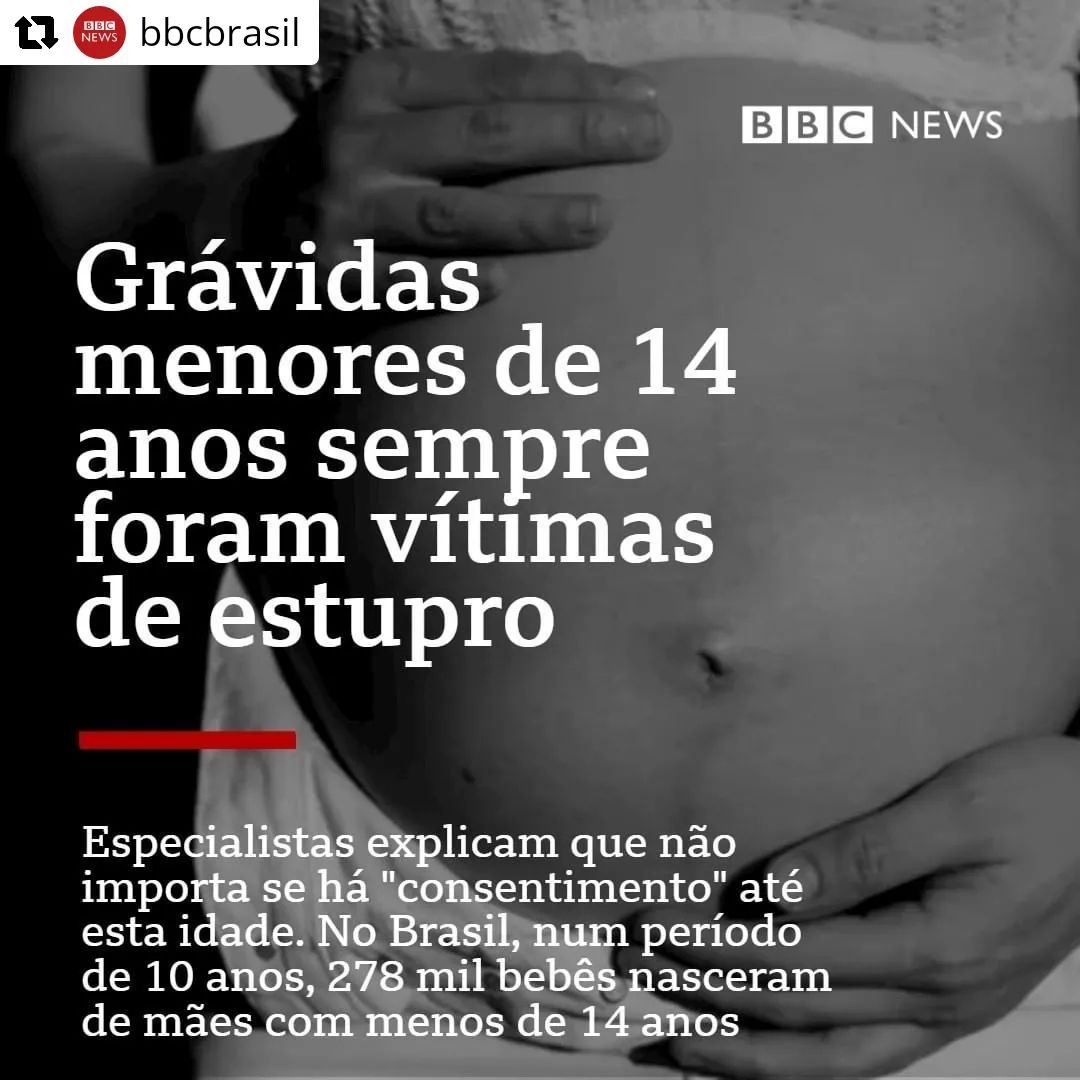 BBC NEWS bbcbrasil
BBC NEWS
Grávidas
menores de 14
anos sempre
foram vítimas
de estupro
Especialistas explicam que não
importa se há "consentimento" até
esta idade. No Brasil, num período
de 10 anos, 278 mil bebês nasceram
de mães com menos de 14 anos